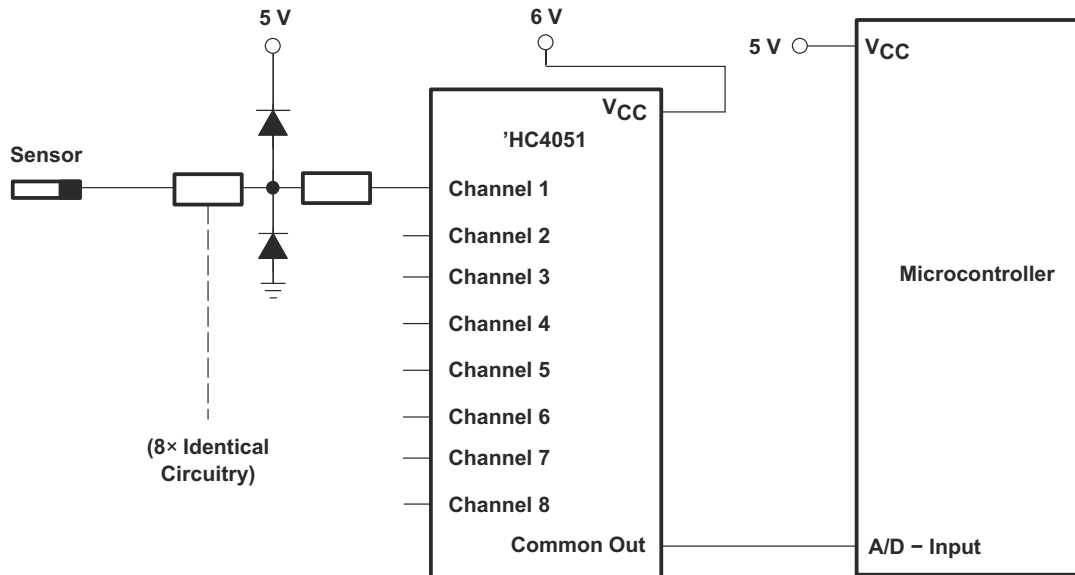 5 V
6 V
5 V
VCC
VCC
'HC4051
Sensor
Channel 1
Channel 2
Channel 3
Channel 4
Channel 5
Channel 6
Channel 7
Channel 8
Microcontroller
(8× Identical
Circuitry)
Common Out
A/D − Input